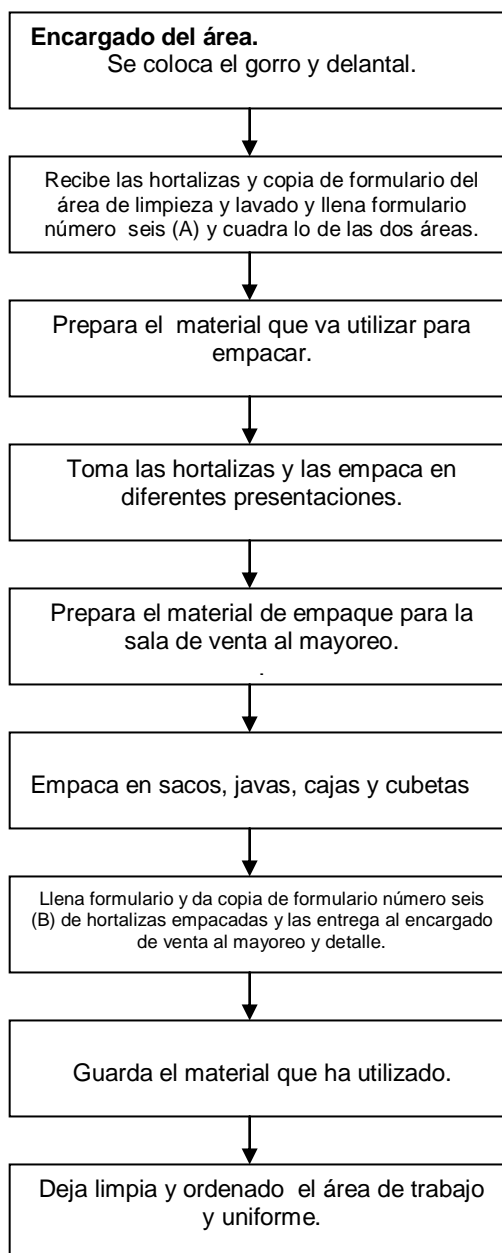 Encargado del área.
Se coloca el gorro y delantal.
Recibe las hortalizas y copia de formulario del
área de limpieza y lavado y llena formulario
número seis (A) y cuadra lo de las dos áreas.
Prepara el material que va utilizar para
empacar.
Toma las hortalizas y las empaca en
diferentes presentaciones.
Prepara el material de empaque para la
sala de venta al mayoreo.
.
Empaca en sacos, javas, cajas y cubetas
Llena formulario y da copia de formulario número seis
(B) de hortalizas empacadas y las entrega al encargado
de venta al mayoreo y detalle.
Guarda el material que ha utilizado.
Deja limpia y ordenado el área de trabajo
y uniforme.